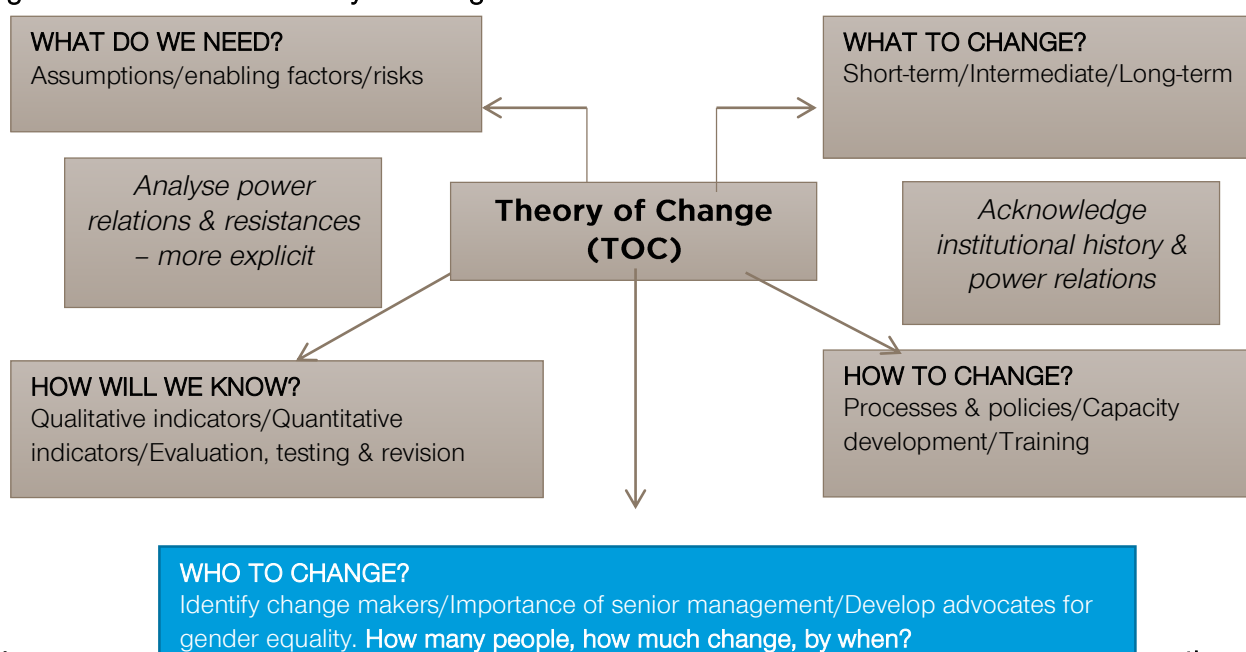 WHAT DO WE NEED?
Assumptions/enabling factors/risks
WHAT TO CHANGE?
Short-term/Intermediate/Long-term
Analyse power
relations & resistances
– more explicit
Theory of Change
(TOC)
Acknowledge
institutional history &
power relations
HOW WILL WE KNOW?
Qualitative indicators/Quantitative
indicators/Evaluation, testing & revision
HOW TO CHANGE?
Processes & policies/Capacity
development/Training
WHO TO CHANGE?
Identify change makers/Importance of senior management/Develop advocates for
gender equality. How many people, how much change, by when?